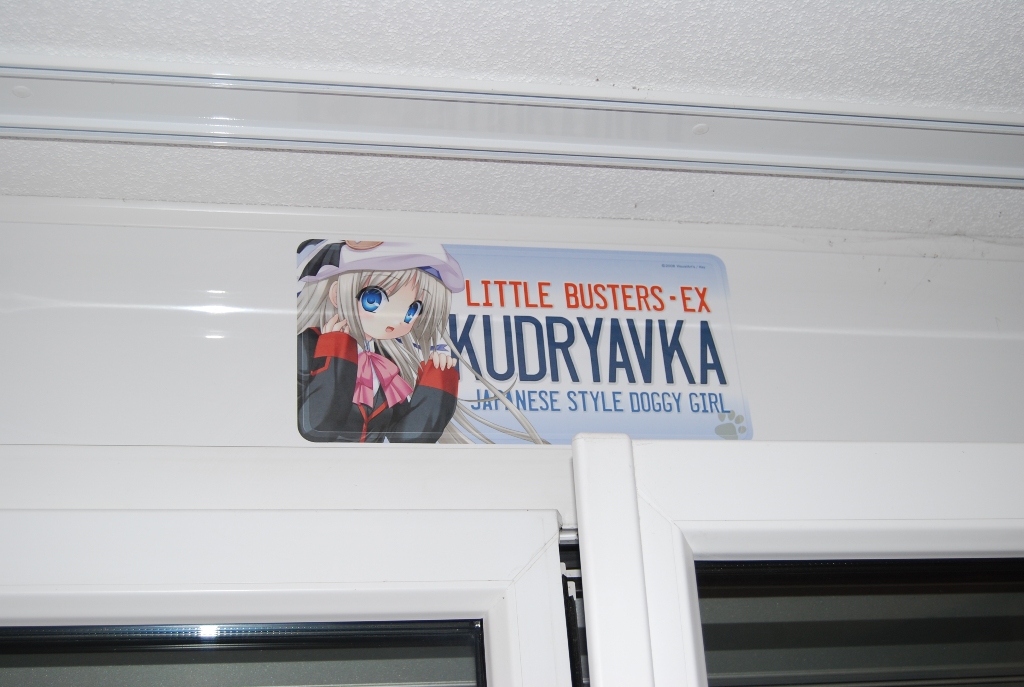 LITTLE BUSTERS・EX
KUDRYAVKA
JAPANESE STYLE DOGGY GIRL